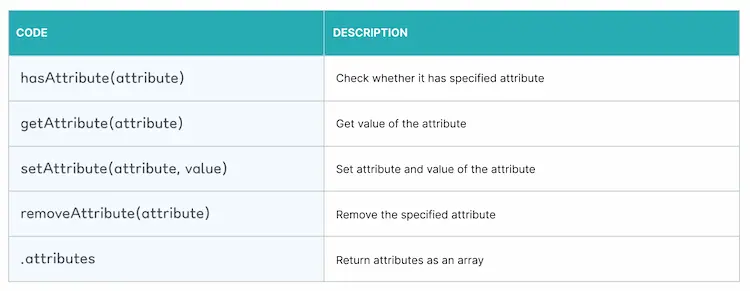 CODE DESCRIPTION
hasAttribute(attribute) Check whether it has specified attribute
getAttribute(attribute) Get value of the attribute
setAttribute(attribute, value) Set attribute and value of the attribute
removeAttribute(attribute) Remove the specified attribute
.attributes Return attributes as an array